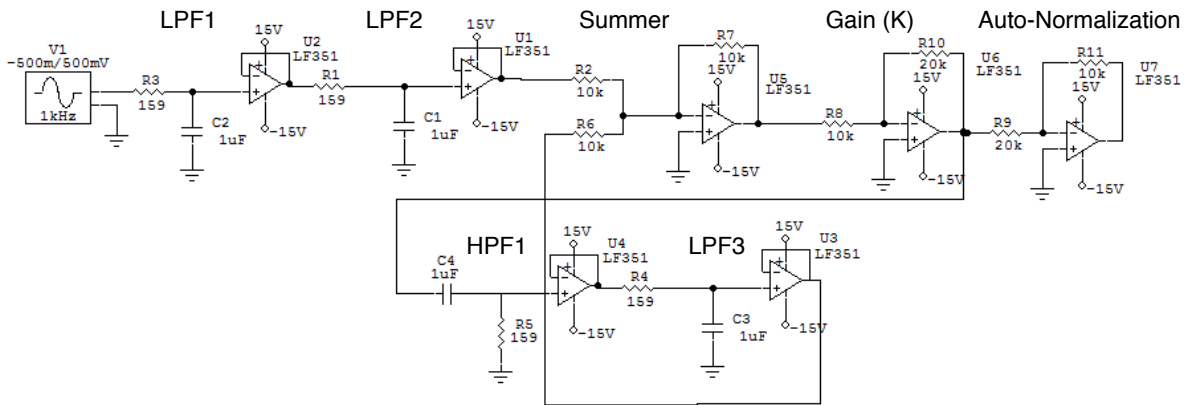 LPF1
LPF2
Summer
Gain (K)
Auto-Normalization
V1
-500m/500mV
1kHz
R3
159
C2
1uF
15V
U2
LF351
-15V
R1
159
C1
1uF
15V
U1
LF351
-15V
R2
10k
R6
10k
R7
10k
15V
U5
LF351
-15V
R8
10k
R10
20k
15V
U6
LF351
-15V
R9
20k
R11
10k
15V
U7
LF351
-15V
HPF1
LPF3
C4
1uF
R5
159
15V
U4
LF351
-15V
R4
159
C3
1uF
15V
U3
LF351
-15V